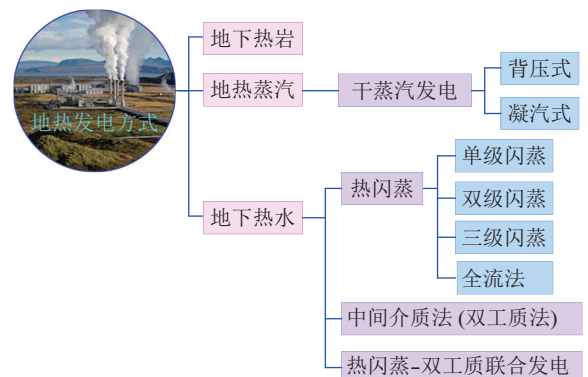 地热发电方式
地下热岩
地热蒸汽
干蒸汽发电
背压式
凝汽式
地下热水
热闪蒸
单级闪蒸
双级闪蒸
三级闪蒸
全流法
中间介质法 (双工质法)
热闪蒸-双工质联合发电